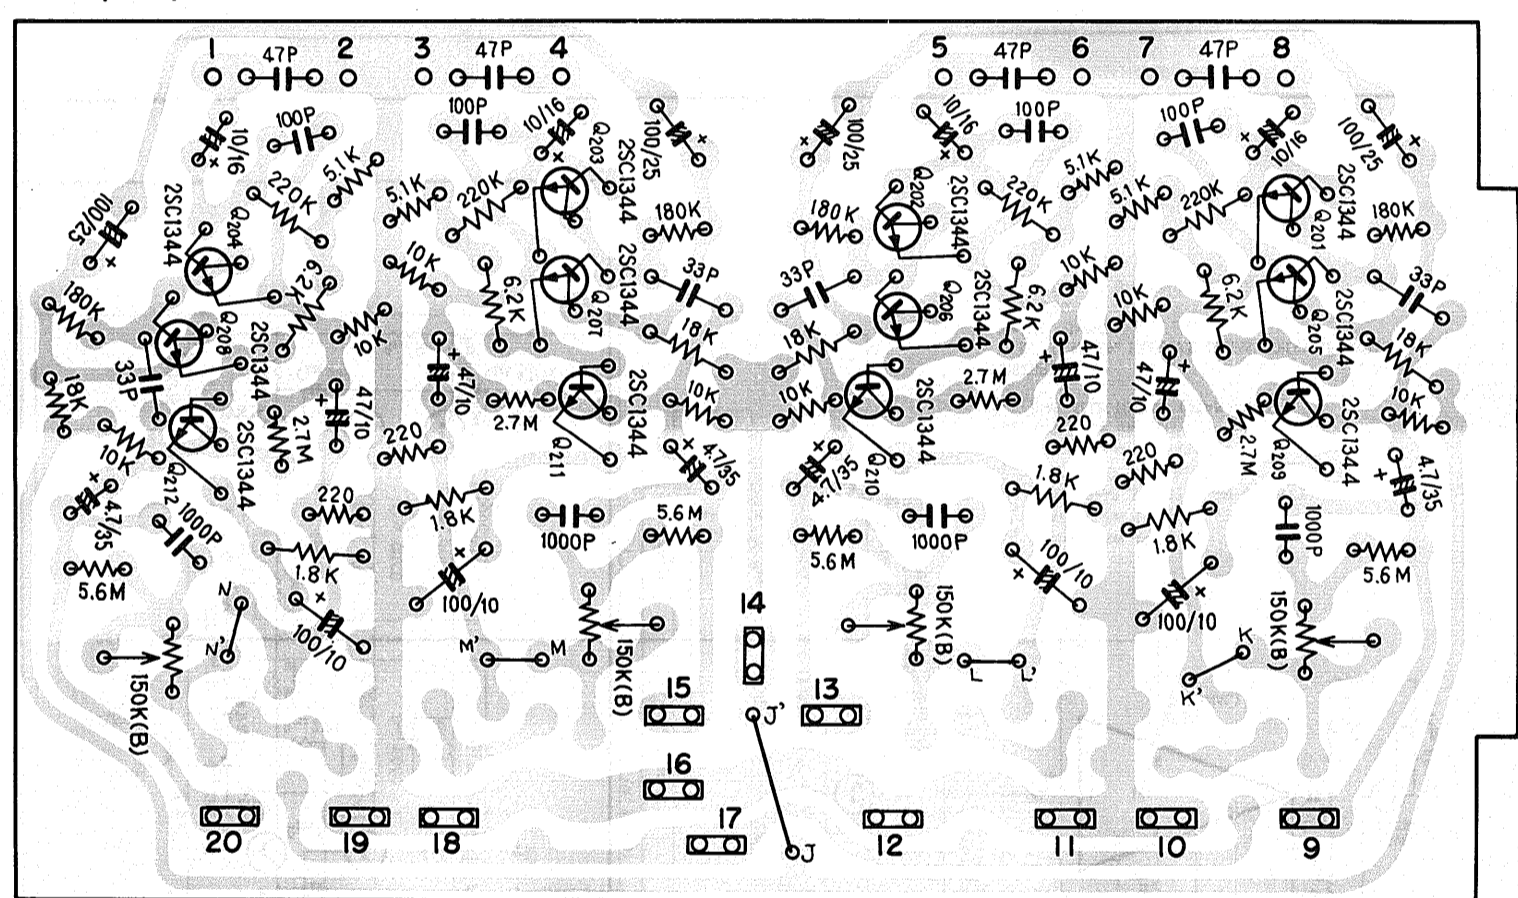 1
47P
2
3
47P
4
5
47P
6
7
47P
8
10/16
100P
5.1K
220K
2SC1344
Q204
100/25
180K
6.2K
10K
Q208
2SC1344
33P
18K
47/10
2.7M
2SC1344
Q212
10K
4.7/35
1000P
220
1.8K
5.6M
100/10
N
N'
150K(B)
100P
10/16
Q203
2SC1344
100/25
5.1K
220K
180K
10K
6.2K
Q207
2SC1344
33P
18K
47/10
2.7M
2SC1344
10K
Q211
220
4.7/35
1.8K
1000P
5.6M
100/10
M'
M
150K(B)
100/25
10/16
100P
5.1K
220K
Q202
2SC1344
180K
33P
10K
6.2K
Q206
2SC1344
18K
47/10
2.7M
10K
2SC1344
Q210
220
4.7/35
1.8K
1000P
5.6M
100/10
150K(B)
L
L'
100P
10/16
100/25
5.1K
220K
2SC1344
Q201
180K
10K
6.2K
Q205
2SC1344
33P
18K
47/10
2.7M
2SC1344
10K
Q209
220
4.7/35
1.8K
1000P
5.6M
100/10
150K(B)
K
K'
14
15
J'
13
16
17
J
20
19
18
12
11
10
9